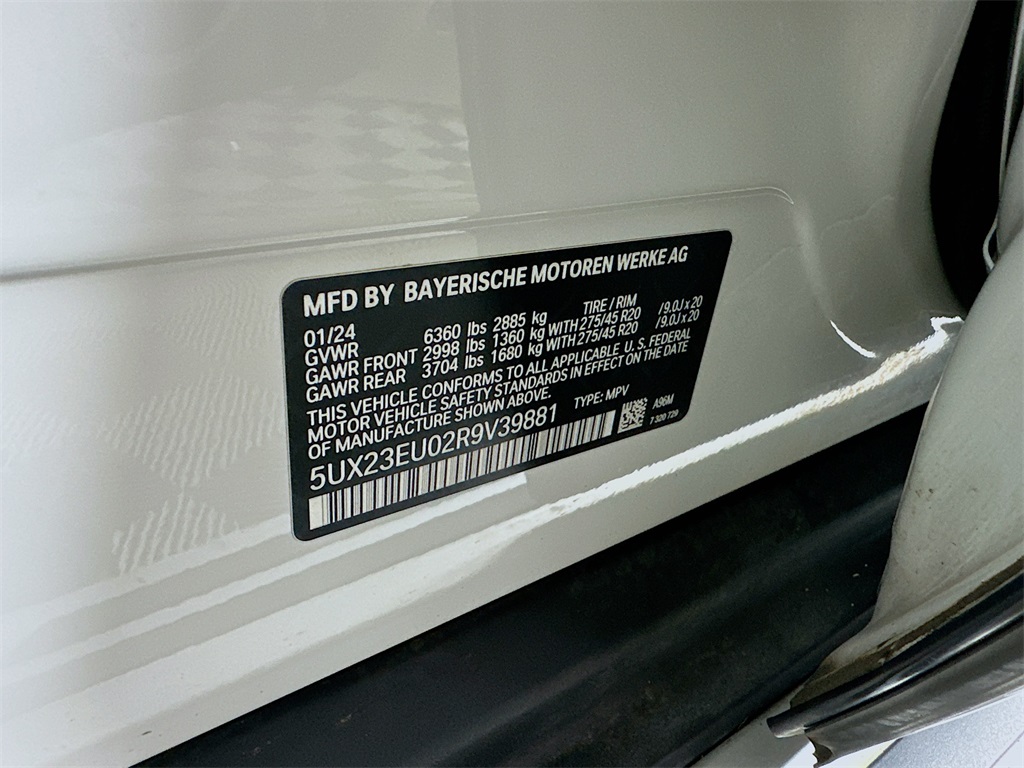 MFD BY BAYERISCHE MOTOREN WERKE AG
01/24 TIRE / RIM
GVWR 6360 lbs 2885 kg
GAWR FRONT 2998 lbs 1360 kg WITH 275/45 R20 /9.0J x 20
GAWR REAR 3704 lbs 1680 kg WITH 275/45 R20 /9.0J x 20
THIS VEHICLE CONFORMS TO ALL APPLICABLE U. S. FEDERAL
MOTOR VEHICLE SAFETY STANDARDS IN EFFECT ON THE DATE
OF MANUFACTURE SHOWN ABOVE. TYPE: MPV
5UX23EU02R9V39881 A96M
7 320 729